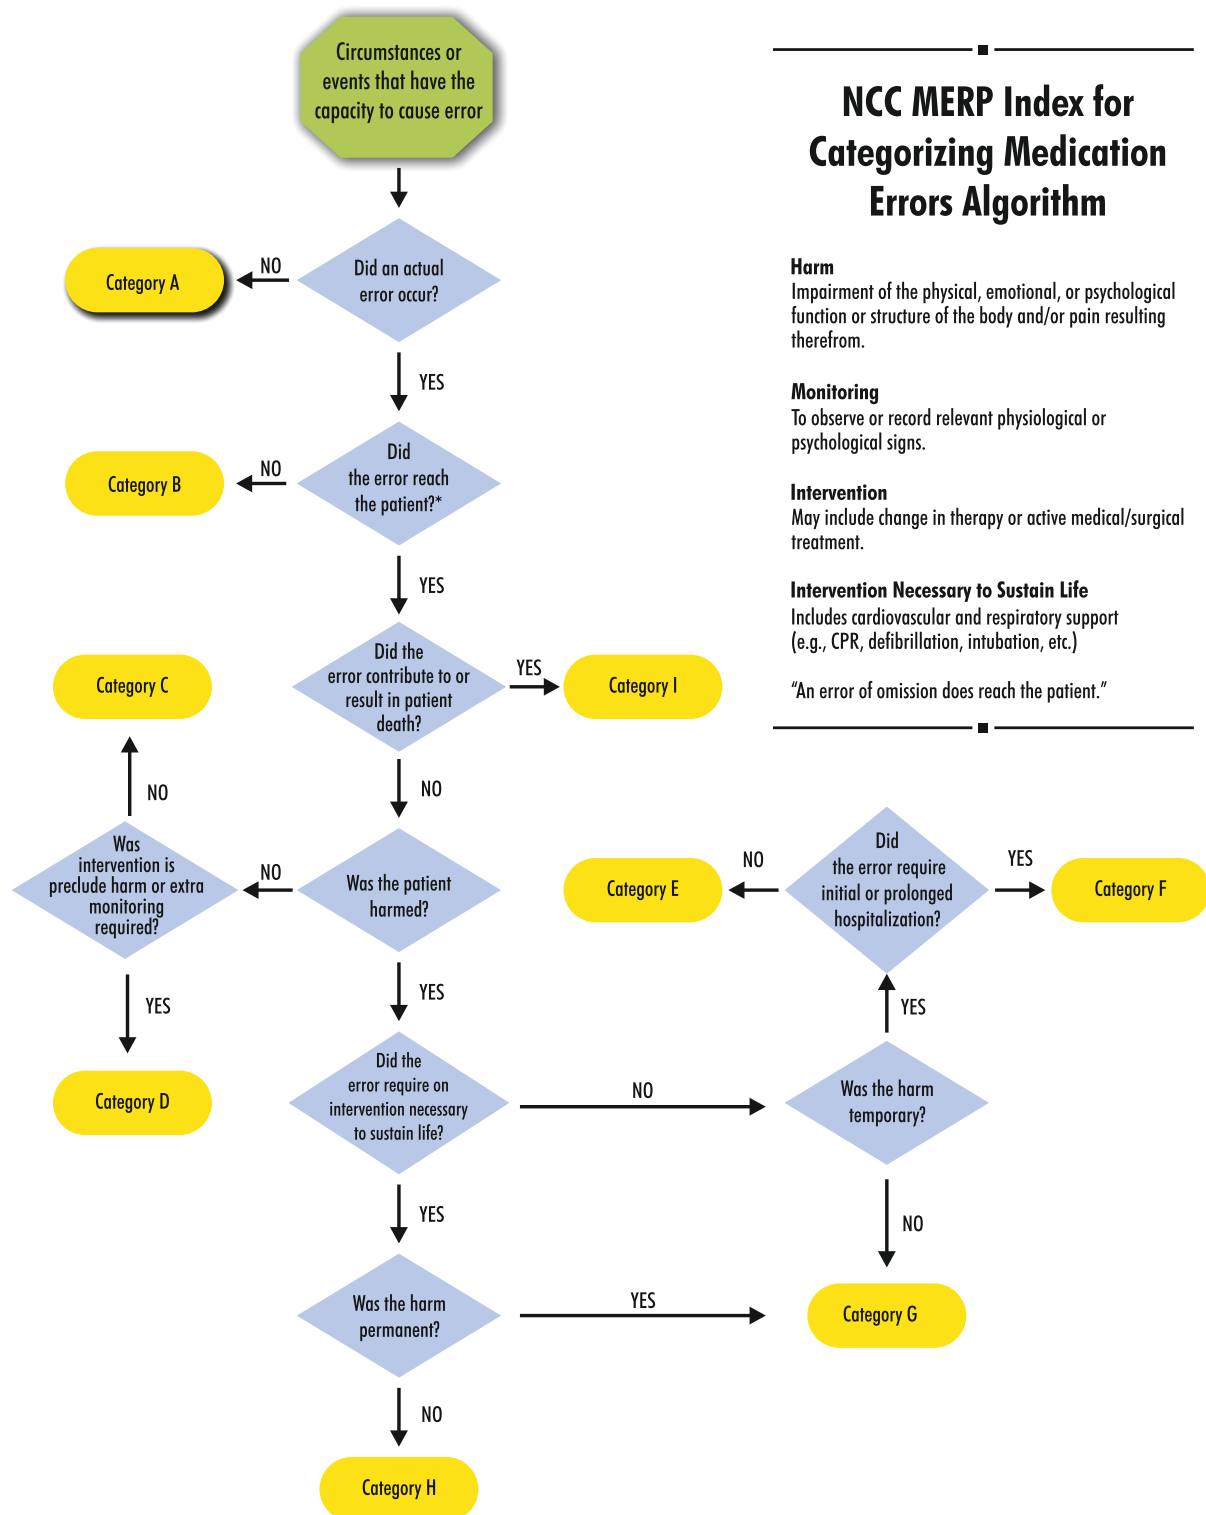 Circumstances or
events that have the
capacity to cause error
NCC MERP Index for
Categorizing Medication
Errors Algorithm
Harm
Impairment of the physical, emotional, or psychological
function or structure of the body and/or pain resulting
therefrom.
Monitoring
To observe or record relevant physiological or
psychological signs.
Intervention
May include change in therapy or active medical/surgical
treatment.
Intervention Necessary to Sustain Life
Includes cardiovascular and respiratory support
(e.g., CPR, defibrillation, intubation, etc.)
“An error of omission does reach the patient.”
Did an actual
error occur?
NO
Category A
YES
Did
the error reach
the patient?*
NO
Category B
YES
Did the
error contribute to or
result in patient
death?
YES
Category I
NO
Was the patient
harmed?
NO
Was
intervention is
preclude harm or extra
monitoring
required?
NO
Category C
YES
Category D
YES
Did the
error require on
intervention necessary
to sustain life?
NO
Was the harm
temporary?
YES
Did
the error require
initial or prolonged
hospitalization?
NO
Category E
YES
Category F
NO
Category G
YES
Was the harm
permanent?
YES
NO
Category H